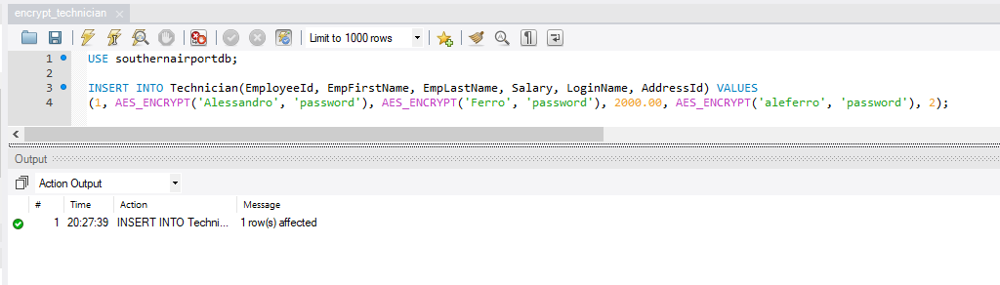 encrypt_technician
Limit to 1000 rows
1 USE southernairportdb;
2
3 INSERT INTO Technician(EmployeeId, EmpFirstName, EmpLastName, Salary, LoginName, AddressId) VALUES
4 (1, AES_ENCRYPT('Alessandro', 'password'), AES_ENCRYPT('Ferro', 'password'), 2000.00, AES_ENCRYPT('aleferro', 'password'), 2);
Output
Action Output
# Time Action Message
1 20:27:39 INSERT INTO Techni... 1 row(s) affected